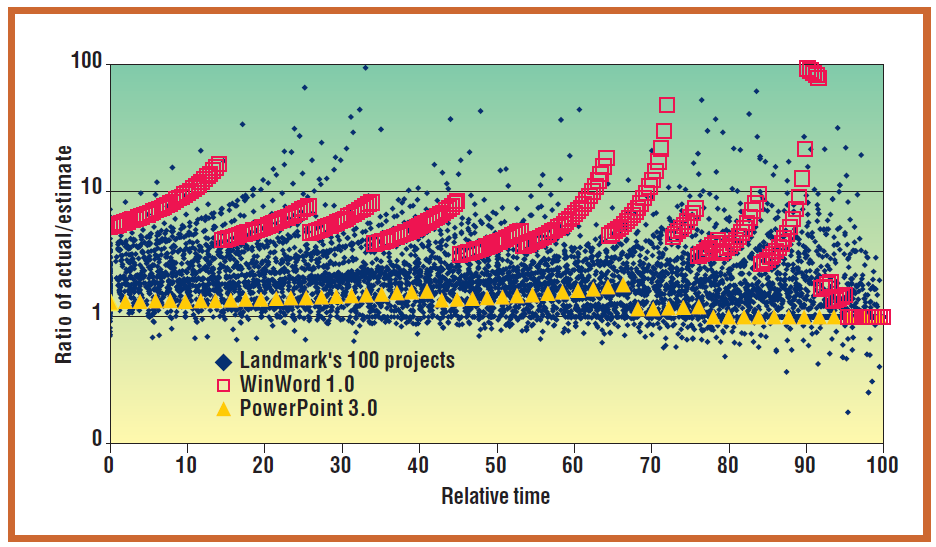 Ratio of actual/estimate
100
10
1
0
Landmark's 100 projects
WinWord 1.0
PowerPoint 3.0
0 10 20 30 40 50 60 70 80 90 100
Relative time